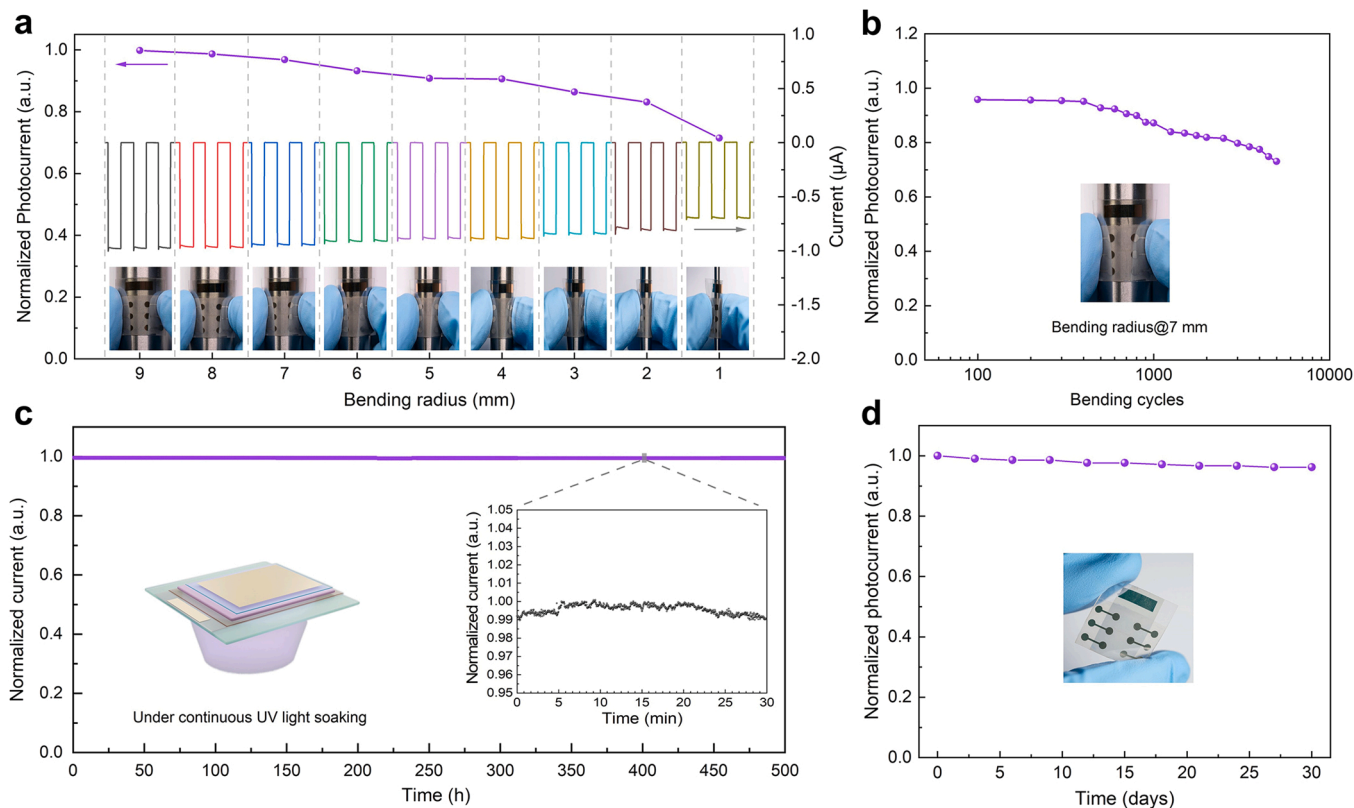 a
Normalized Photocurrent (a.u.)
1.0
0.8
0.6
0.4
0.2
0.0
1.0
0.5
0.0
-0.5
-1.0
-1.5
-2.0
Current (μA)
9 8 7 6 5 4 3 2 1
Bending radius (mm)
b
Normalized Photocurrent (a.u.)
1.2
1.0
0.8
0.6
0.4
0.2
0.0
Bending radius@7 mm
100 1000 10000
Bending cycles
c
Normalized current (a.u.)
1.0
0.8
0.6
0.4
0.2
0.0
Under continuous UV light soaking
Normalized current (a.u.)
1.05
1.04
1.03
1.02
1.01
1.00
0.99
0.98
0.97
0.96
0.95
0 5 10 15 20 25 30
Time (min)
0 50 100 150 200 250 300 350 400 450 500
Time (h)
d
Normalized photocurrent (a.u.)
1.0
0.8
0.6
0.4
0.2
0.0
0 5 10 15 20 25 30
Time (days)